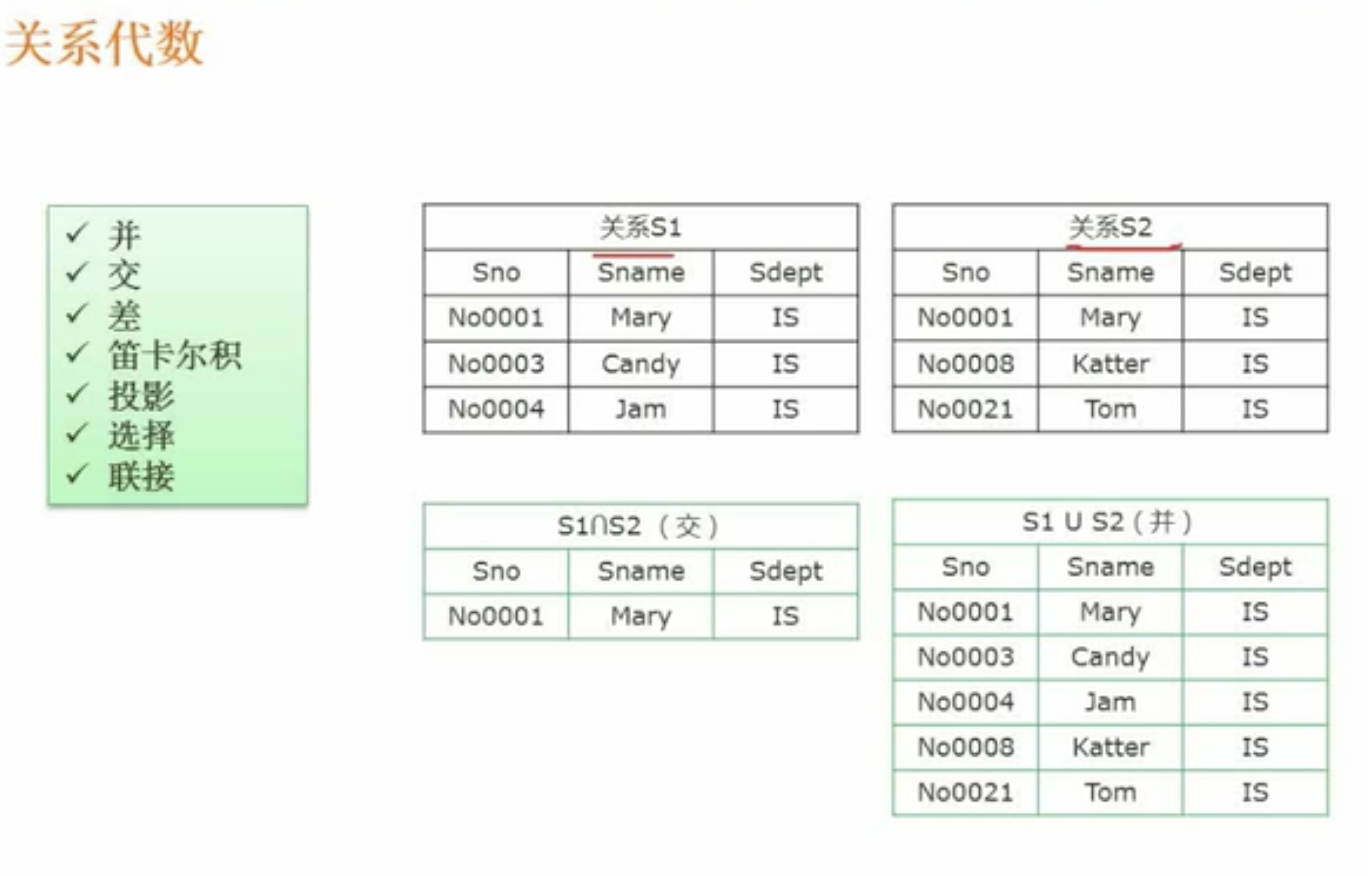 关系代数
✓ 并
✓ 交
✓ 差
✓ 笛卡尔积
✓ 投影
✓ 选择
✓ 联接
关系S1
Sno Sname Sdept
No0001 Mary IS
No0003 Candy IS
No0004 Jam IS
关系S2
Sno Sname Sdept
No0001 Mary IS
No0008 Katter IS
No0021 Tom IS
S1∩S2 （交）
Sno Sname Sdept
No0001 Mary IS
S1 U S2（并）
Sno Sname Sdept
No0001 Mary IS
No0003 Candy IS
No0004 Jam IS
No0008 Katter IS
No0021 Tom IS